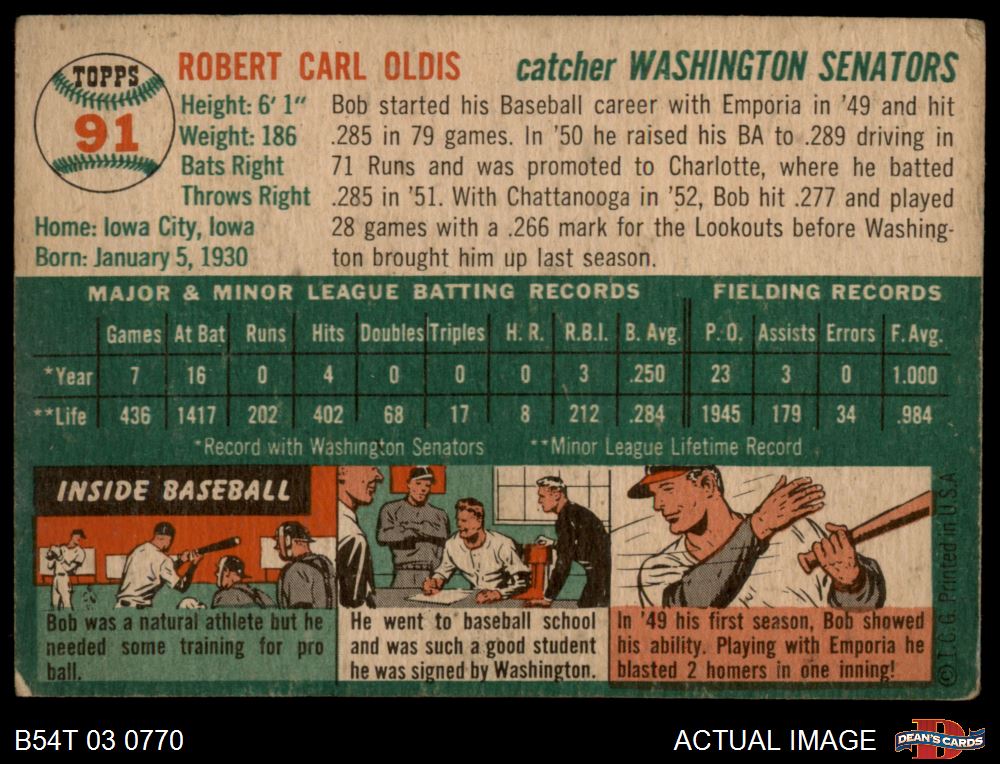 TOPPS
91
ROBERT CARL OLDIS
catcher WASHINGTON SENATORS
Height: 6' 1"
Weight: 186
Bats Right
Throws Right
Home: Iowa City, Iowa
Born: January 5, 1930
Bob started his Baseball career with Emporia in '49 and hit
.285 in 79 games. In '50 he raised his BA to .289 driving in
71 Runs and was promoted to Charlotte, where he batted
.285 in '51. With Chattanooga in '52, Bob hit .277 and played
28 games with a .266 mark for the Lookouts before Washing-
ton brought him up last season.
MAJOR & MINOR LEAGUE BATTING RECORDS FIELDING RECORDS
Games At Bat Runs Hits Doubles Triples H. R. R.B.I. B. Avg. P. O. Assists Errors F. Avg.
*Year 7 16 0 4 0 0 0 3 .250 23 3 0 1.000
**Life 436 1417 202 402 68 17 8 212 .284 1945 179 34 .984
*Record with Washington Senators **Minor League Lifetime Record
INSIDE BASEBALL
Bob was a natural athlete but he
needed some training for pro
ball.
He went to baseball school
and was such a good student
he was signed by Washington.
In '49 his first season, Bob showed
his ability. Playing with Emporia he
blasted 2 homers in one inning!
© T.C.G. Printed in U.S.A
B54T 03 0770
ACTUAL IMAGE
DEAN'S CARDS